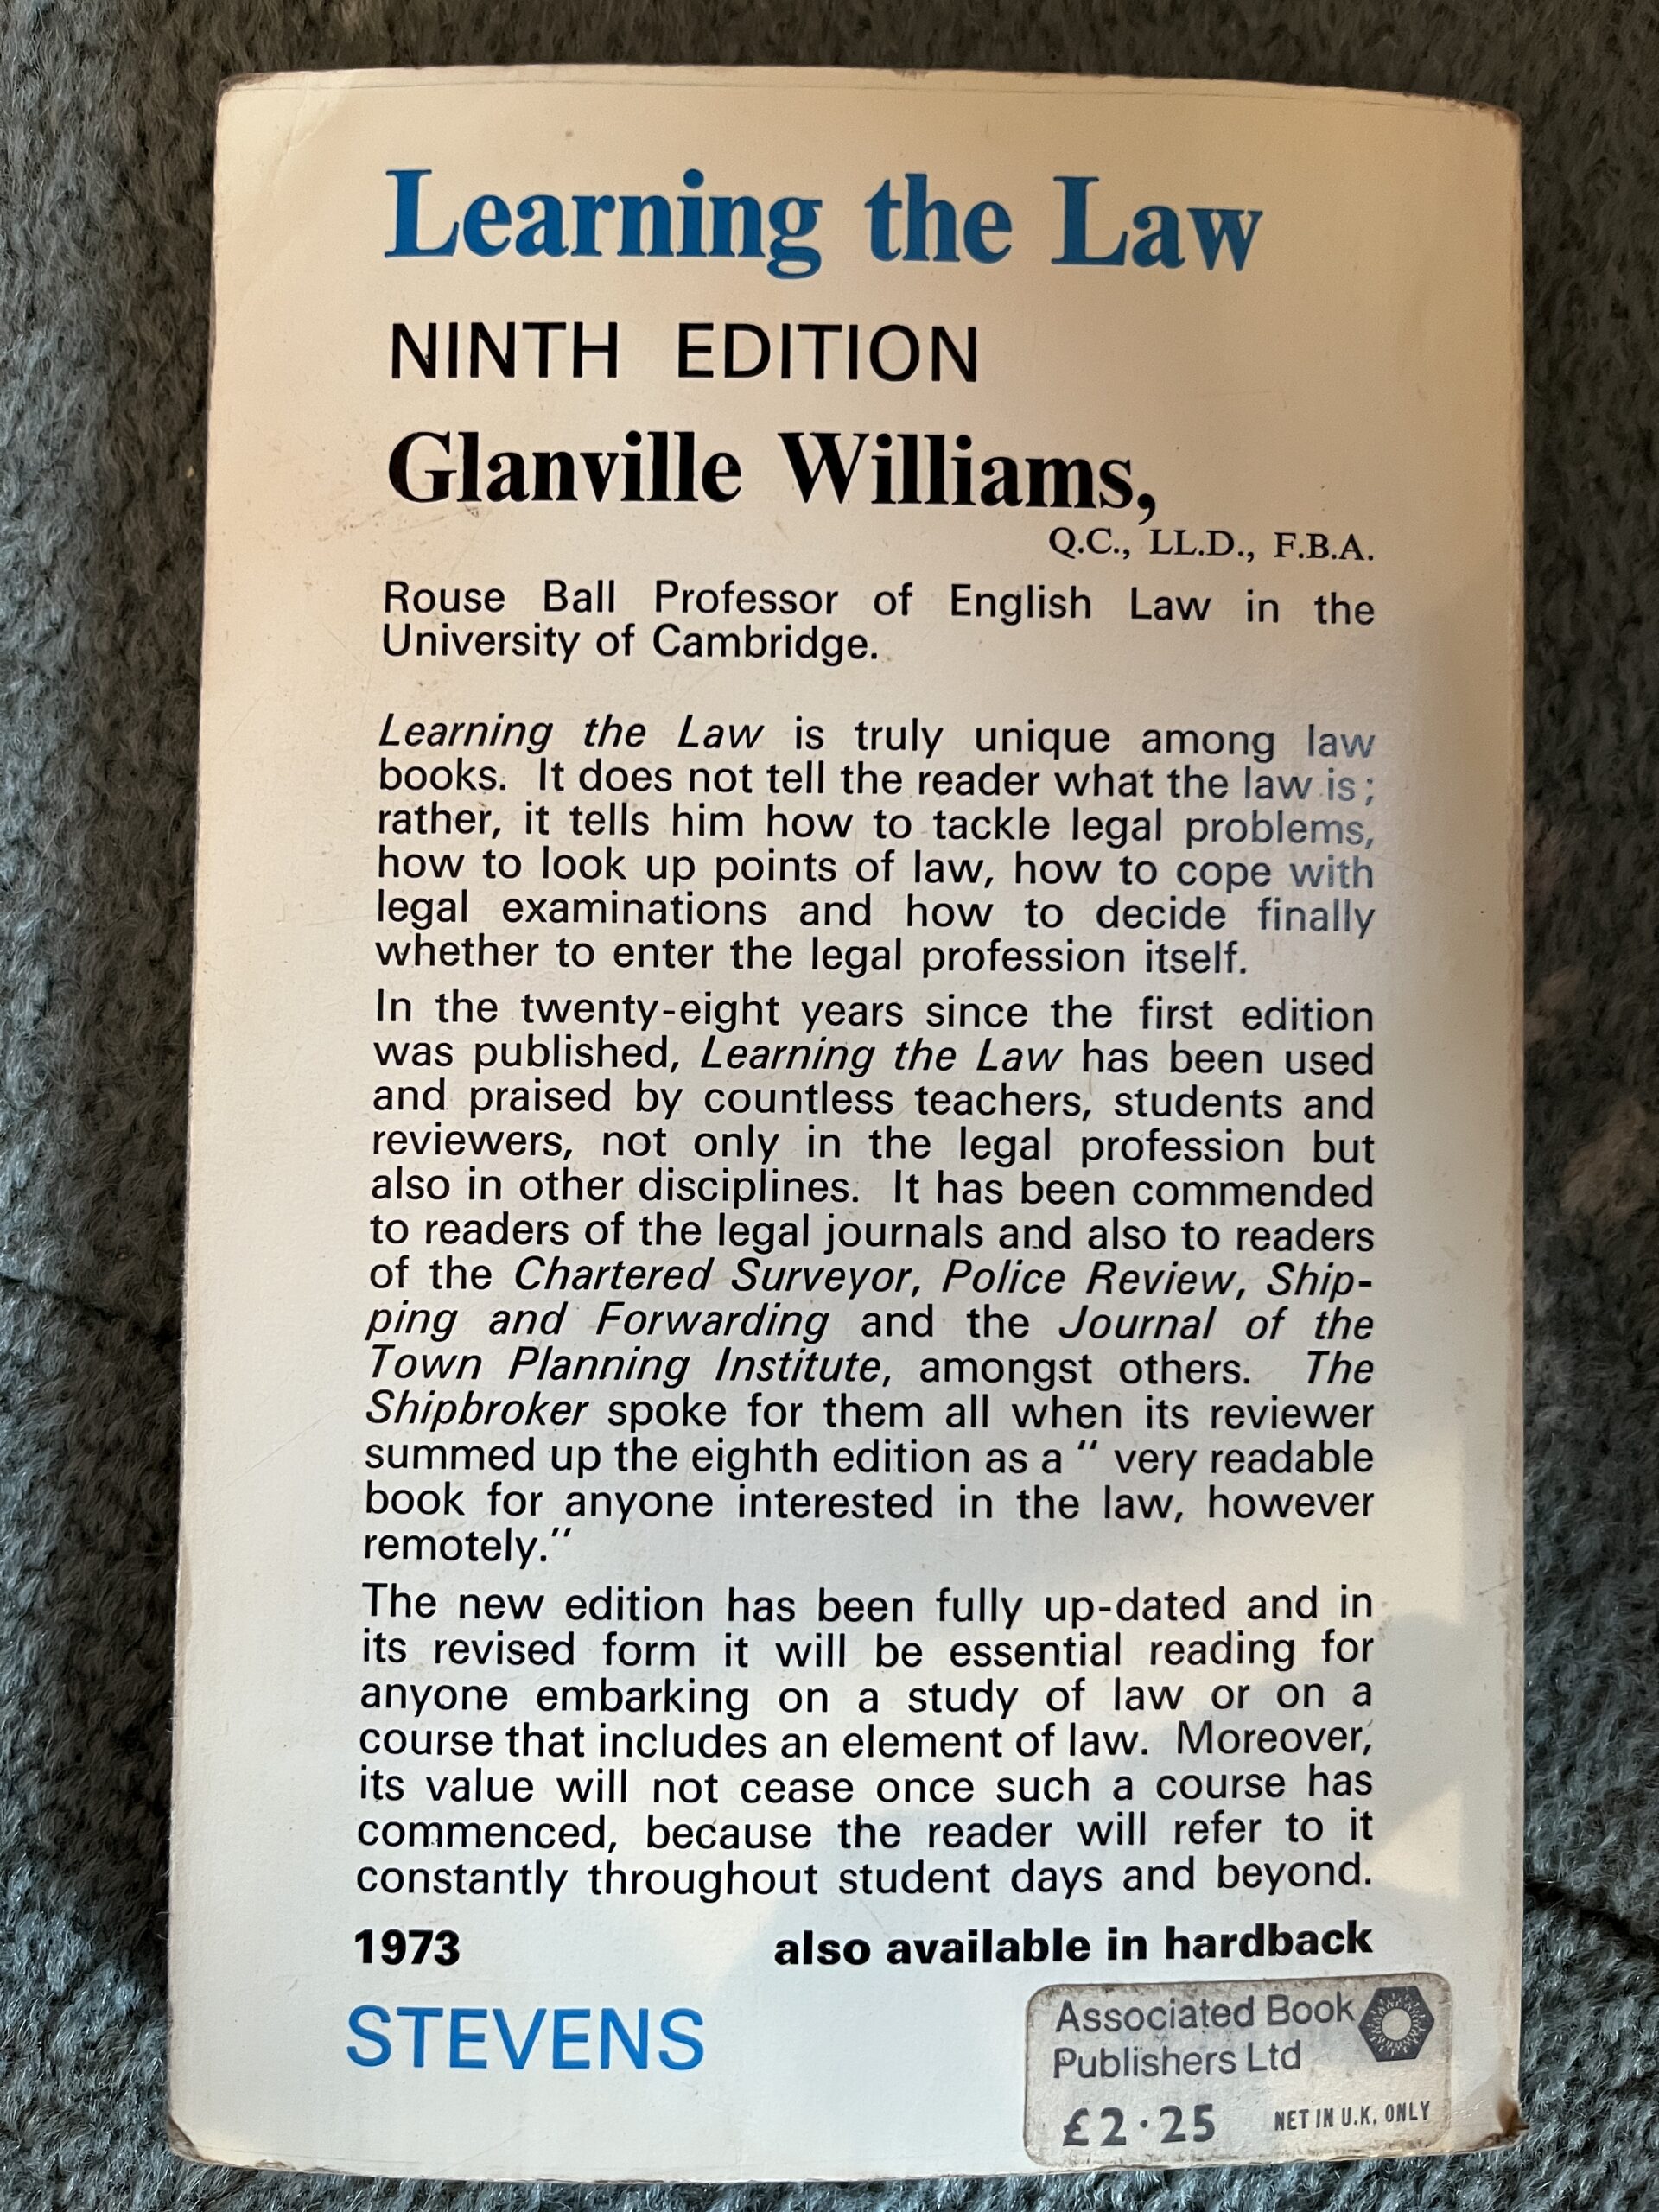 Learning the Law
NINTH EDITION
Glanville Williams,
Q.C., LL.D., F.B.A.
Rouse Ball Professor of English Law in the
University of Cambridge.
Learning the Law is truly unique among law
books. It does not tell the reader what the law is;
rather, it tells him how to tackle legal problems,
how to look up points of law, how to cope with
legal examinations and how to decide finally
whether to enter the legal profession itself.
In the twenty-eight years since the first edition
was published, Learning the Law has been used
and praised by countless teachers, students and
reviewers, not only in the legal profession but
also in other disciplines. It has been commended
to readers of the legal journals and also to readers
of the Chartered Surveyor, Police Review, Ship-
ping and Forwarding and the Journal of the
Town Planning Institute, amongst others. The
Shipbroker spoke for them all when its reviewer
summed up the eighth edition as a " very readable
book for anyone interested in the law, however
remotely."
The new edition has been fully up-dated and in
its revised form it will be essential reading for
anyone embarking on a study of law or on a
course that includes an element of law. Moreover,
its value will not cease once such a course has
commenced, because the reader will refer to it
constantly throughout student days and beyond.
1973 also available in hardback
STEVENS
Associated Book
Publishers Ltd
£2·25 NET IN U.K. ONLY